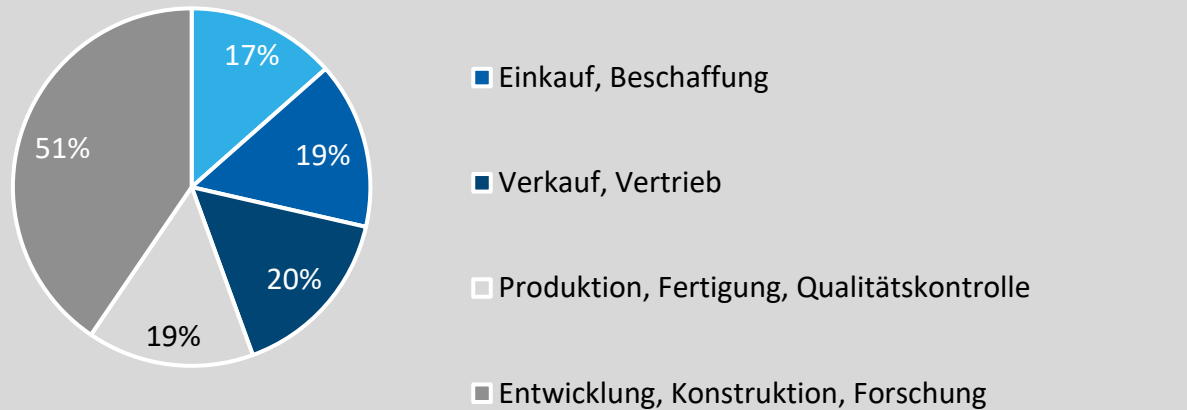 17%
19%
20%
19%
51%
Einkauf, Beschaffung
Verkauf, Vertrieb
Produktion, Fertigung, Qualitätskontrolle
Entwicklung, Konstruktion, Forschung